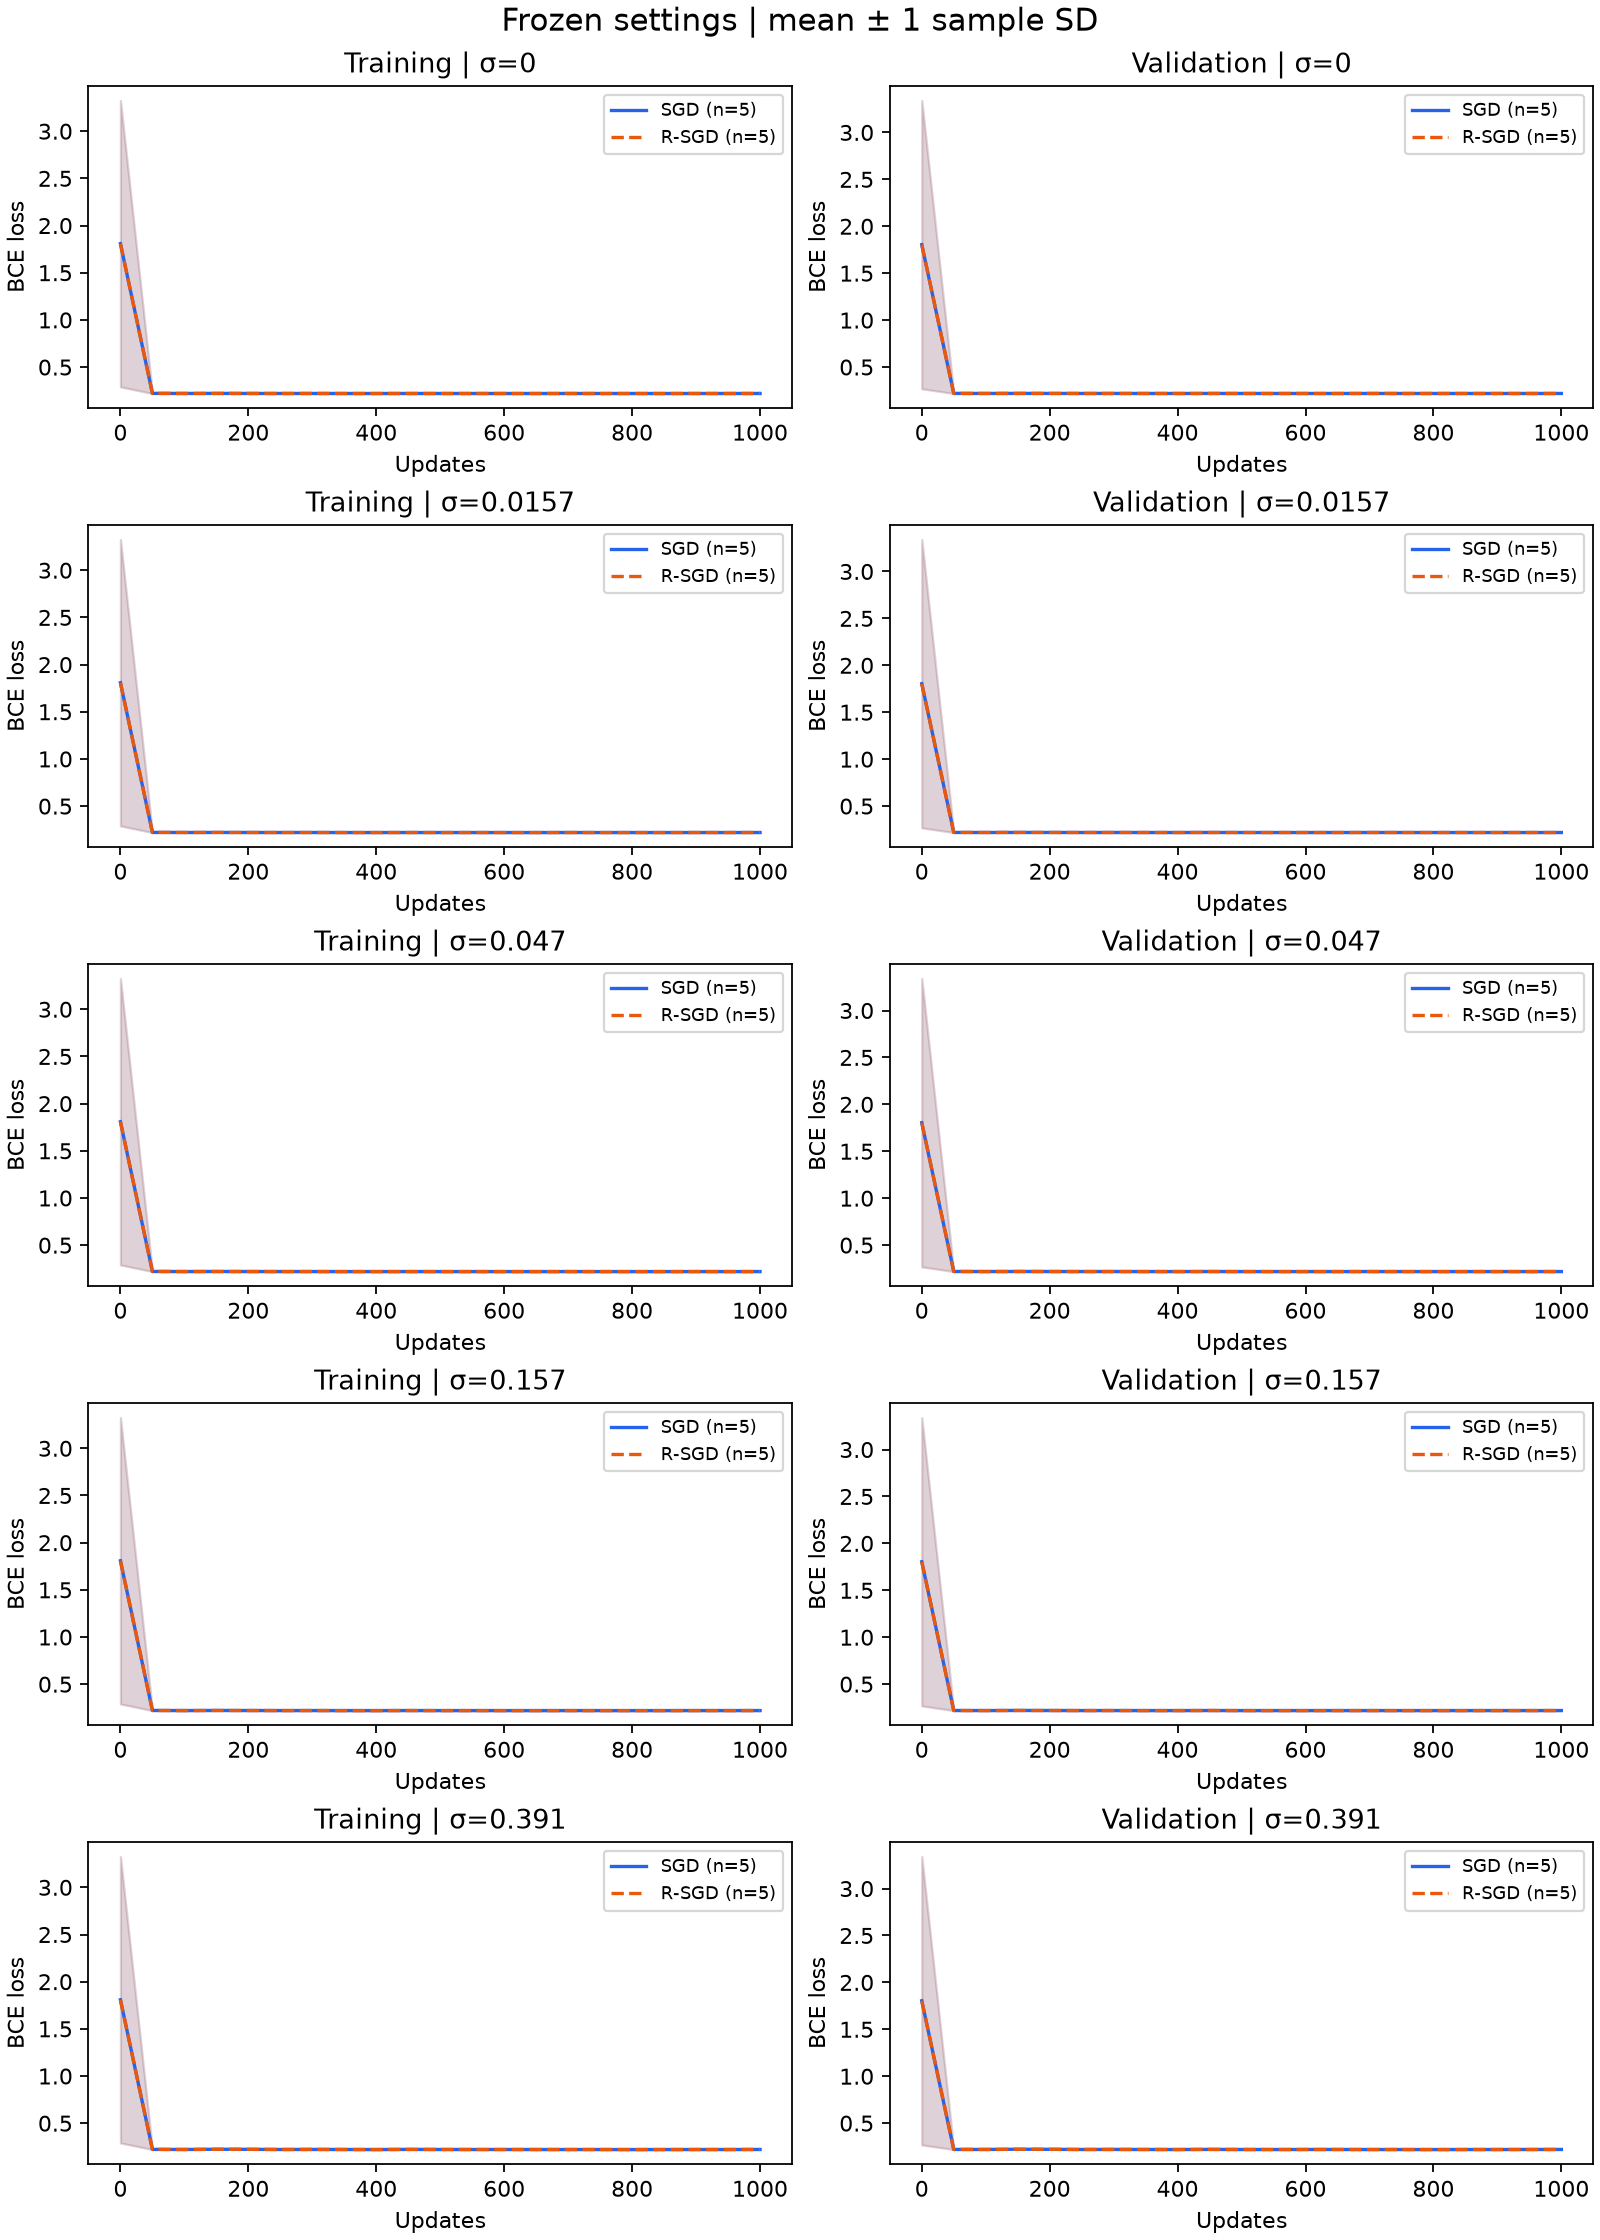 Frozen settings | mean ± 1 sample SD
Training | σ=0
BCE loss
3.0
2.5
2.0
1.5
1.0
0.5
0 200 400 600 800 1000
Updates
SGD (n=5)
R-SGD (n=5)
Validation | σ=0
BCE loss
3.0
2.5
2.0
1.5
1.0
0.5
0 200 400 600 800 1000
Updates
SGD (n=5)
R-SGD (n=5)
Training | σ=0.0157
BCE loss
3.0
2.5
2.0
1.5
1.0
0.5
0 200 400 600 800 1000
Updates
SGD (n=5)
R-SGD (n=5)
Validation | σ=0.0157
BCE loss
3.0
2.5
2.0
1.5
1.0
0.5
0 200 400 600 800 1000
Updates
SGD (n=5)
R-SGD (n=5)
Training | σ=0.047
BCE loss
3.0
2.5
2.0
1.5
1.0
0.5
0 200 400 600 800 1000
Updates
SGD (n=5)
R-SGD (n=5)
Validation | σ=0.047
BCE loss
3.0
2.5
2.0
1.5
1.0
0.5
0 200 400 600 800 1000
Updates
SGD (n=5)
R-SGD (n=5)
Training | σ=0.157
BCE loss
3.0
2.5
2.0
1.5
1.0
0.5
0 200 400 600 800 1000
Updates
SGD (n=5)
R-SGD (n=5)
Validation | σ=0.157
BCE loss
3.0
2.5
2.0
1.5
1.0
0.5
0 200 400 600 800 1000
Updates
SGD (n=5)
R-SGD (n=5)
Training | σ=0.391
BCE loss
3.0
2.5
2.0
1.5
1.0
0.5
0 200 400 600 800 1000
Updates
SGD (n=5)
R-SGD (n=5)
Validation | σ=0.391
BCE loss
3.0
2.5
2.0
1.5
1.0
0.5
0 200 400 600 800 1000
Updates
SGD (n=5)
R-SGD (n=5)